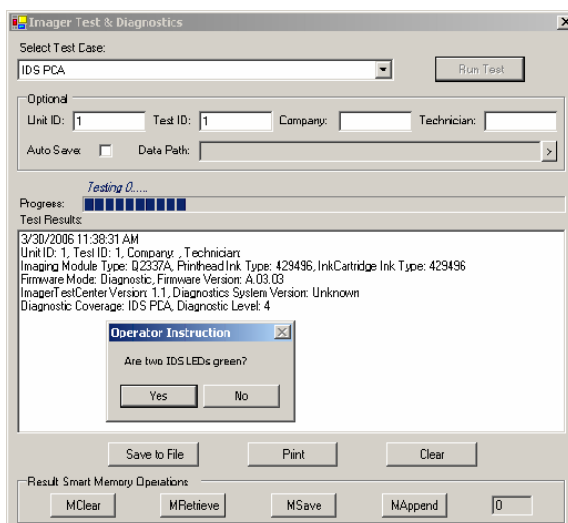 Imager Test & Diagnostics
Select Test Case:
IDS PCA
Run Test
Optional
Unit ID: 1 Test ID: 1 Company: Technician:
Auto Save: Data Path: >
Testing 0.....
Progress:
Test Results:
3/30/2006 11:38:31 AM
Unit ID: 1, Test ID: 1, Company: , Technician:
Imaging Module Type: Q2337A, Printhead Ink Type: 429496, InkCartridge Ink Type: 429496
Firmware Mode: Diagnostic, Firmware Version: A.03.03
ImagerTestCenter Version: 1.1, Diagnostics System Version: Unknown
Diagnostic Coverage: IDS PCA, Diagnostic Level: 4
Operator Instruction
Are two IDS LEDs green?
Yes No
Save to File Print Clear
Result Smart Memory Operations
MClear MRetrieve MSave MAppend 0